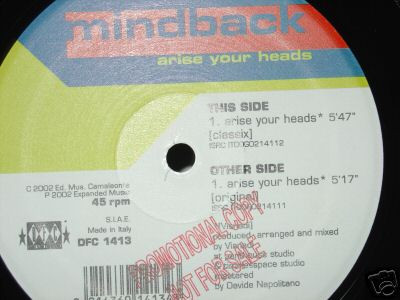 mindback
arise your heads
THIS SIDE
1. arise your heads* 5'47"
[classix]
OTHER SIDE
1. arise your heads* 5'17"
[original]
*[Visnadi]
produced, arranged and mixed
by Visnadi
mastered
by Davide Napolitano
C 2002 Ed. Mus. Camaleonte
P 2002 Expanded Music
45 rpm
S.I.A.E.
Made in Italy
DFC 1413
PROMOTIONAL COPY
NOT FOR SALE